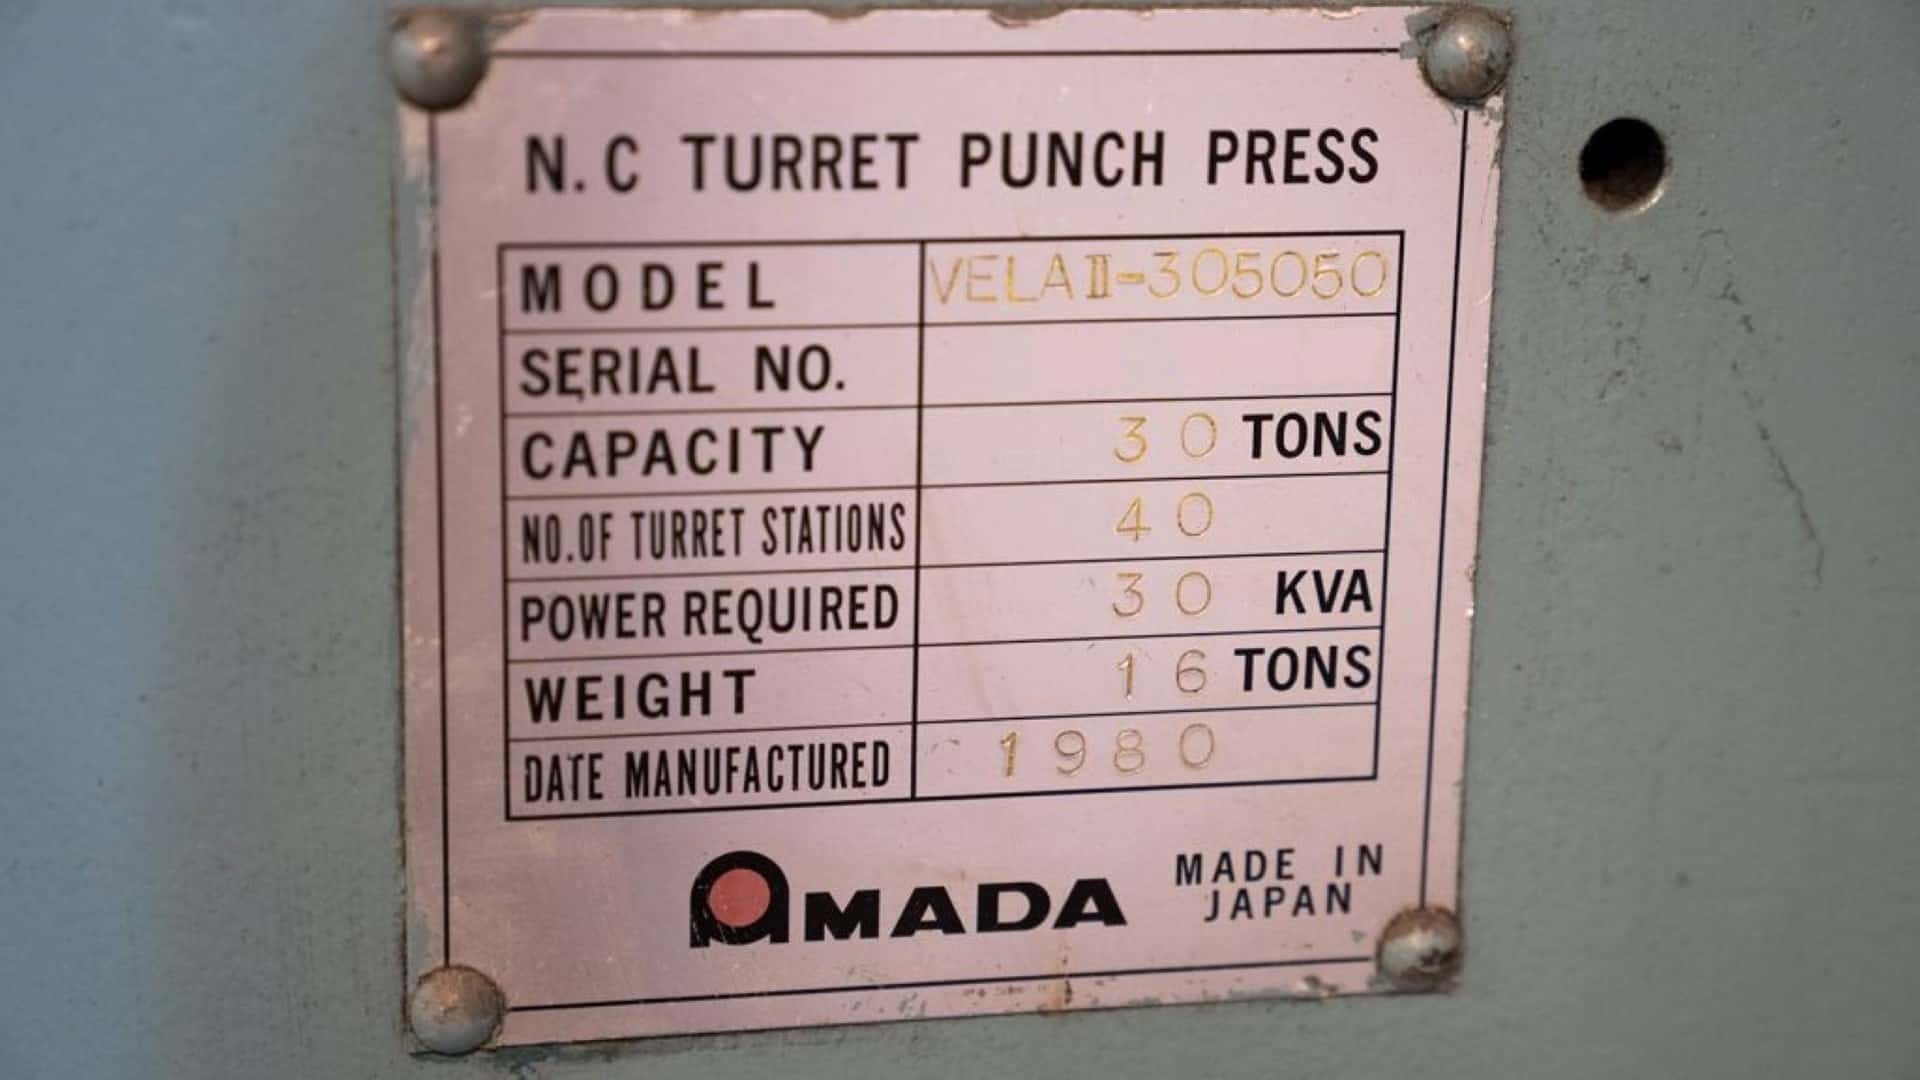 N.C TURRET PUNCH PRESS
MODEL VELAⅡ-305050
SERIAL NO.
CAPACITY 30 TONS
NO.OF TURRET STATIONS 40
POWER REQUIRED 30 KVA
WEIGHT 16 TONS
DATE MANUFACTURED 1980
AMADA MADE IN
JAPAN